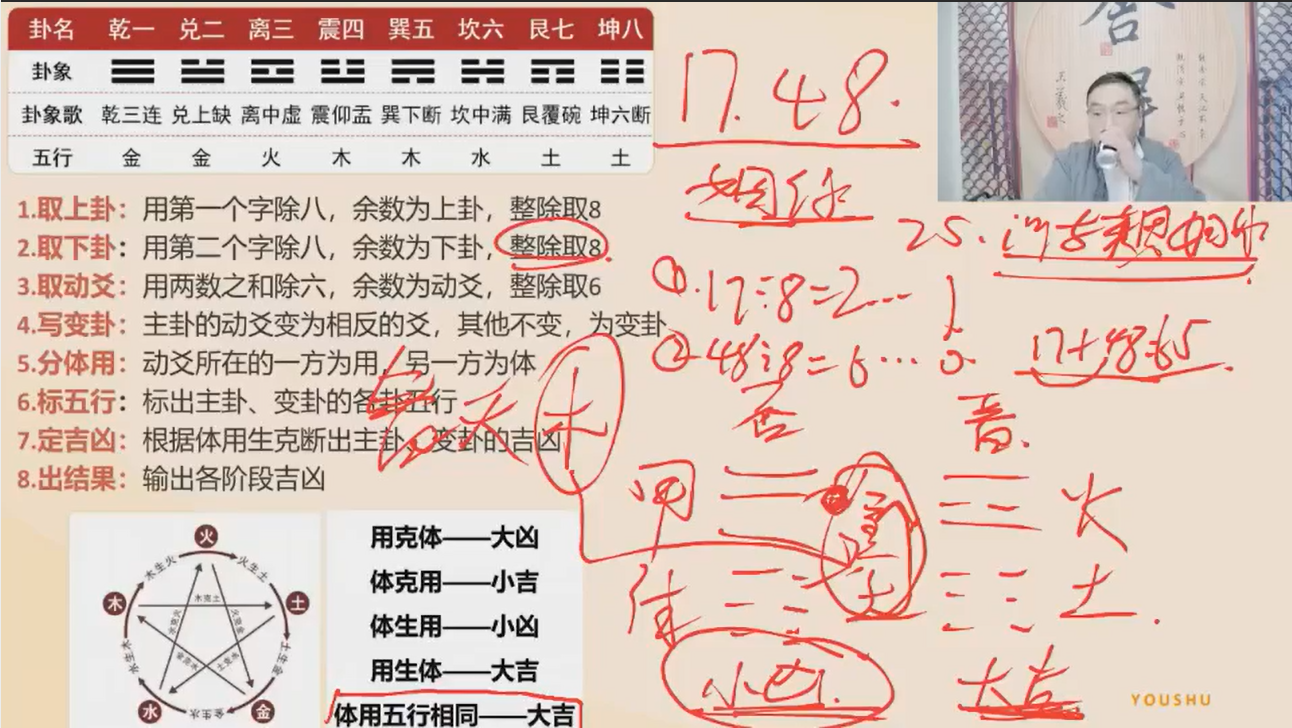 卦名 乾一 兑二 离三 震四 巽五 坎六 艮七 坤八
卦象
卦象歌 乾三连 兑上缺 离中虚 震仰盂 巽下断 坎中满 艮覆碗 坤六断
五行 金 金 火 木 木 水 土 土
1.取上卦：用第一个字除八，余数为上卦，整除取8
2.取下卦：用第二个字除八，余数为下卦，整除取8
3.取动爻：用两数之和除六，余数为动爻，整除取6
4.写变卦：主卦的动爻变为相反的爻，其他不变，为变卦
5.分体用：动爻所在的一方为用，另一方为体
6.标五行：标出主卦、变卦的各卦五行
7.定吉凶：根据体用生克断出主卦、变卦的吉凶
8.出结果：输出各阶段吉凶
火
木生火
火生土
木
木克土
土
水生木
土生金
水
金生水
金
用克体——大凶
体克用——小吉
体生用——小凶
用生体——大吉
体用五行相同——大吉
17.48.
姻缘
25.
①.17÷8=2…1
②.48÷8=6…0.
17+48=65
否
晋.
用
金
火
体
土
土
小凶.
大吉
YOUSHU